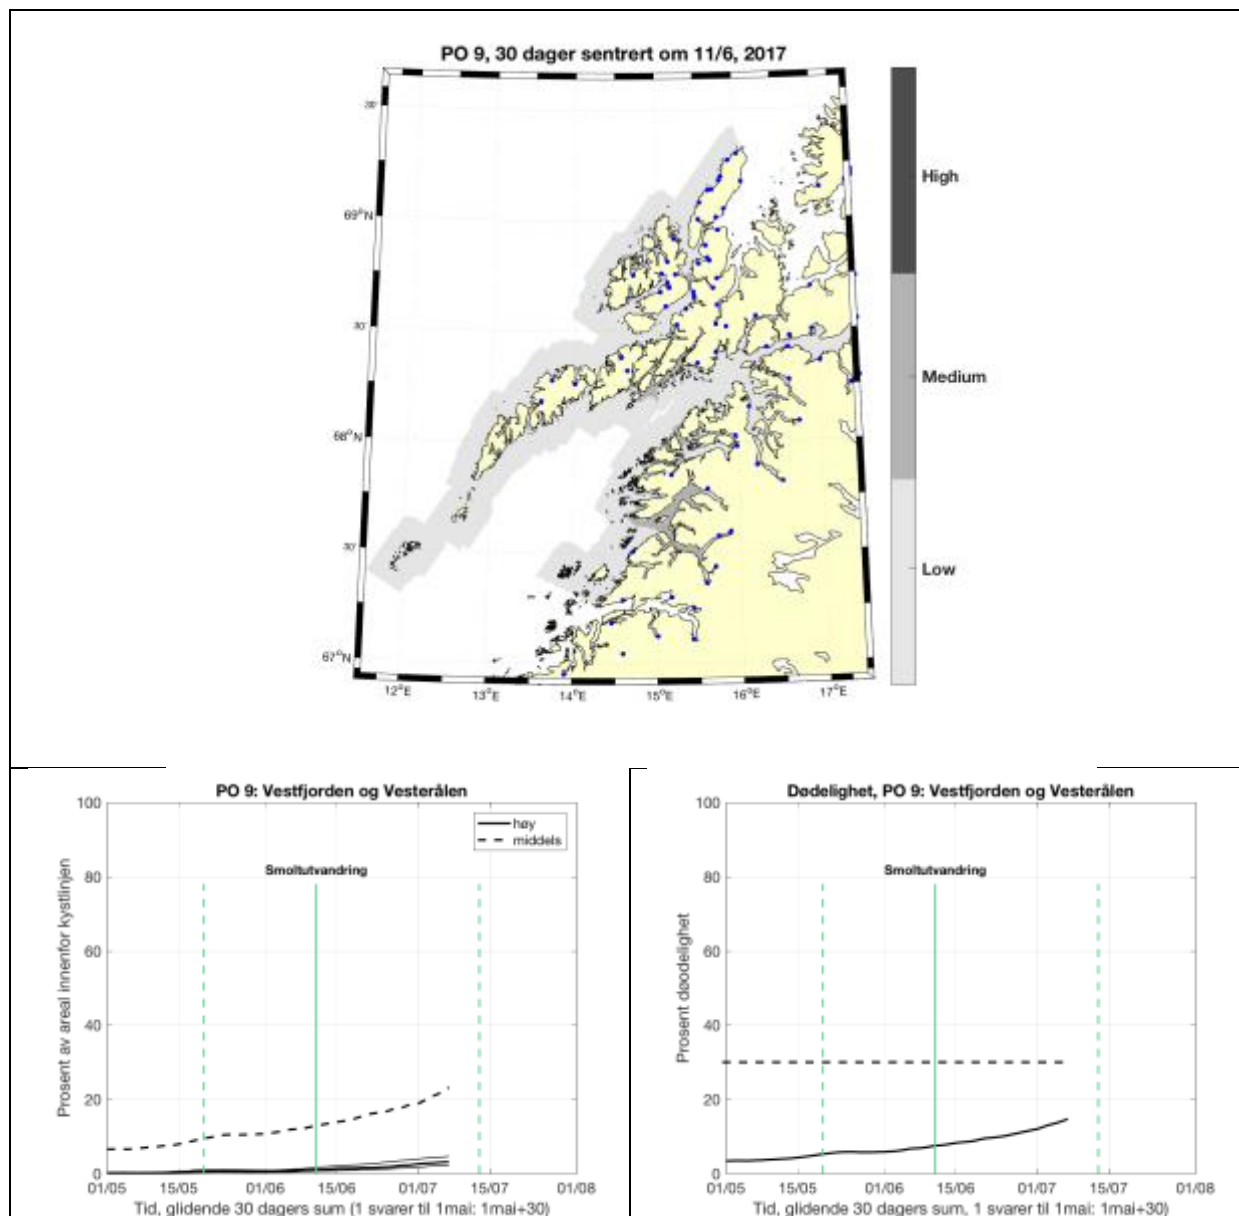 PO 9, 30 dager sentrert om 11/6, 2017
30'
69°N
30'
68°N
30'
67°N
12°E 13°E 14°E 15°E 16°E 17°E
High
Medium
Low
PO 9: Vestfjorden og Vesterålen
høy
middels
Smoltutvandring
Prosent av areal innenfor kystlinjen
100
80
60
40
20
0
01/05 15/05 01/06 15/06 01/07 15/07 01/08
Tid, glidende 30 dagers sum (1 svarer til 1mai: 1mai+30)
Dødelighet, PO 9: Vestfjorden og Vesterålen
Smoltutvandring
Prosent døodelighet
100
80
60
40
20
0
01/05 15/05 01/06 15/06 01/07 15/07 01/08
Tid, glidende 30 dagers sum, 1 svarer til 1mai: 1mai+30)